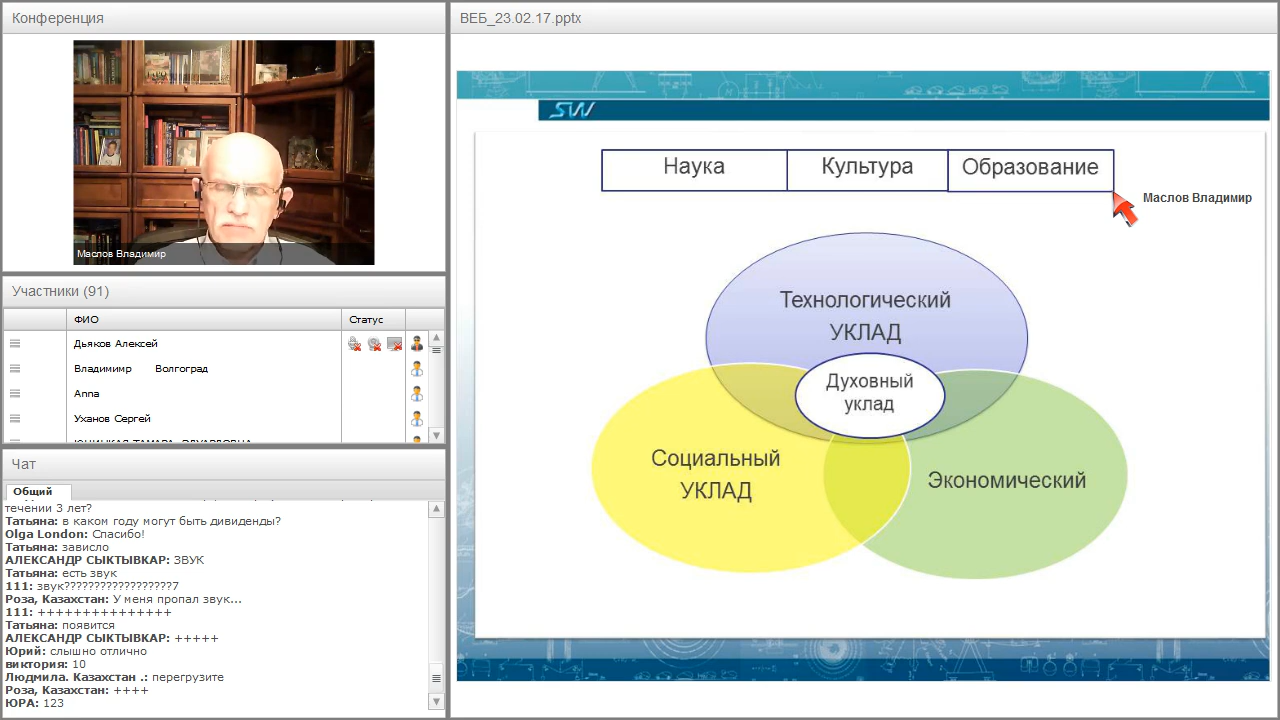 Конференция
Маслов Владимир
Участники (91)
ФИО
Статус
Дьяков Алексей
Владимимр Волгоград
Anna
Уханов Сергей
Чат
Общий
течении 3 лет?
Татьяна: в каком году могут быть дивиденды?
Olga London: Спасибо!
Татьяна: зависло
АЛЕКСАНДР СЫКТЫВКАР: ЗВУК
Татьяна: есть звук
111: звук??????????????????7
Роза, Казахстан: У меня пропал звук...
111: +++++++++++++++
Татьяна: появится
АЛЕКСАНДР СЫКТЫВКАР: +++++
Юрий: слышно отлично
виктория: 10
Людмила. Казахстан .: перегрузите
Роза, Казахстан: ++++
ЮРА: 123
ВЕБ_23.02.17.pptx
SW
Наука
Культура
Образование
Маслов Владимир
Технологический
УКЛАД
Духовный
уклад
Социальный
УКЛАД
Экономический